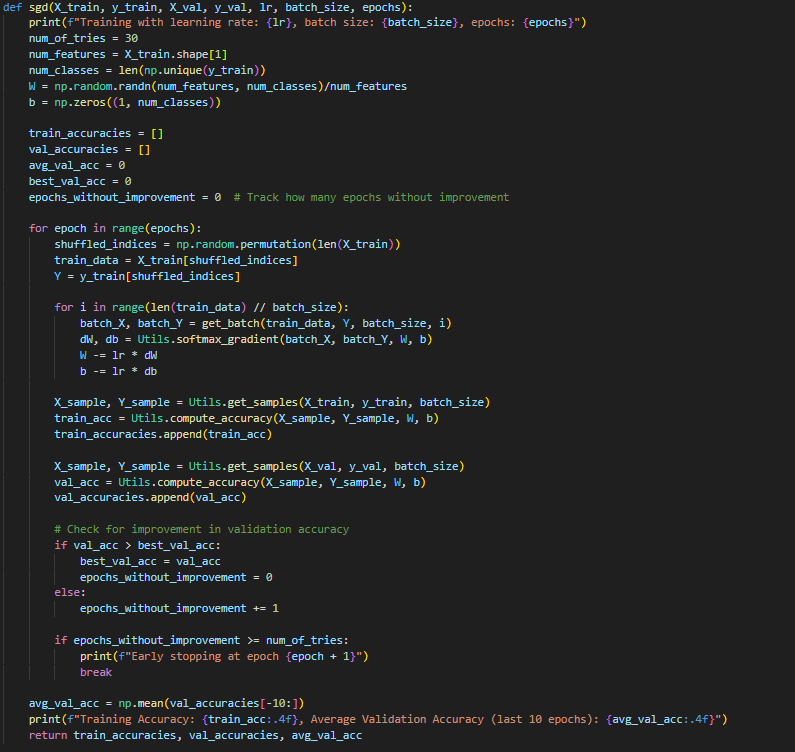 def sgd(X_train, y_train, X_val, y_val, lr, batch_size, epochs):
    print(f"Training with learning rate: {lr}, batch size: {batch_size}, epochs: {epochs}")
    num_of_tries = 30
    num_features = X_train.shape[1]
    num_classes = len(np.unique(y_train))
    W = np.random.randn(num_features, num_classes)/num_features
    b = np.zeros((1, num_classes))

    train_accuracies = []
    val_accuracies = []
    avg_val_acc = 0
    best_val_acc = 0
    epochs_without_improvement = 0  # Track how many epochs without improvement

    for epoch in range(epochs):
        shuffled_indices = np.random.permutation(len(X_train))
        train_data = X_train[shuffled_indices]
        Y = y_train[shuffled_indices]

        for i in range(len(train_data) // batch_size):
            batch_X, batch_Y = get_batch(train_data, Y, batch_size, i)
            dW, db = Utils.softmax_gradient(batch_X, batch_Y, W, b)
            W -= lr * dW
            b -= lr * db

        X_sample, Y_sample = Utils.get_samples(X_train, y_train, batch_size)
        train_acc = Utils.compute_accuracy(X_sample, Y_sample, W, b)
        train_accuracies.append(train_acc)

        X_sample, Y_sample = Utils.get_samples(X_val, y_val, batch_size)
        val_acc = Utils.compute_accuracy(X_sample, Y_sample, W, b)
        val_accuracies.append(val_acc)

        # Check for improvement in validation accuracy
        if val_acc > best_val_acc:
            best_val_acc = val_acc
            epochs_without_improvement = 0
        else:
            epochs_without_improvement += 1

        if epochs_without_improvement >= num_of_tries:
            print(f"Early stopping at epoch {epoch + 1}")
            break

    avg_val_acc = np.mean(val_accuracies[-10:])
    print(f"Training Accuracy: {train_acc:.4f}, Average Validation Accuracy (last 10 epochs): {avg_val_acc:.4f}")
    return train_accuracies, val_accuracies, avg_val_acc